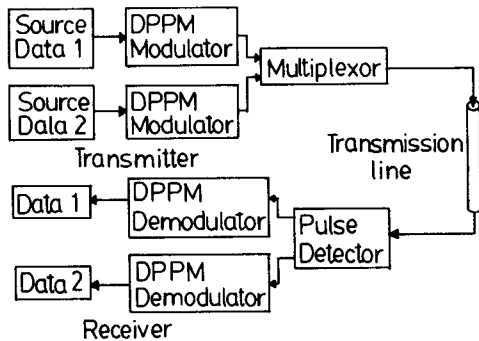 Source
Data 1
DPPM
Modulator
Multiplexor
Source
Dala 2
DPPM
Modulator
Transmitter
Transmission
line
Data 1
DPPM
Demodulator
Pulse
Detector
Data 2
DPPM
Demodulator
Receiver